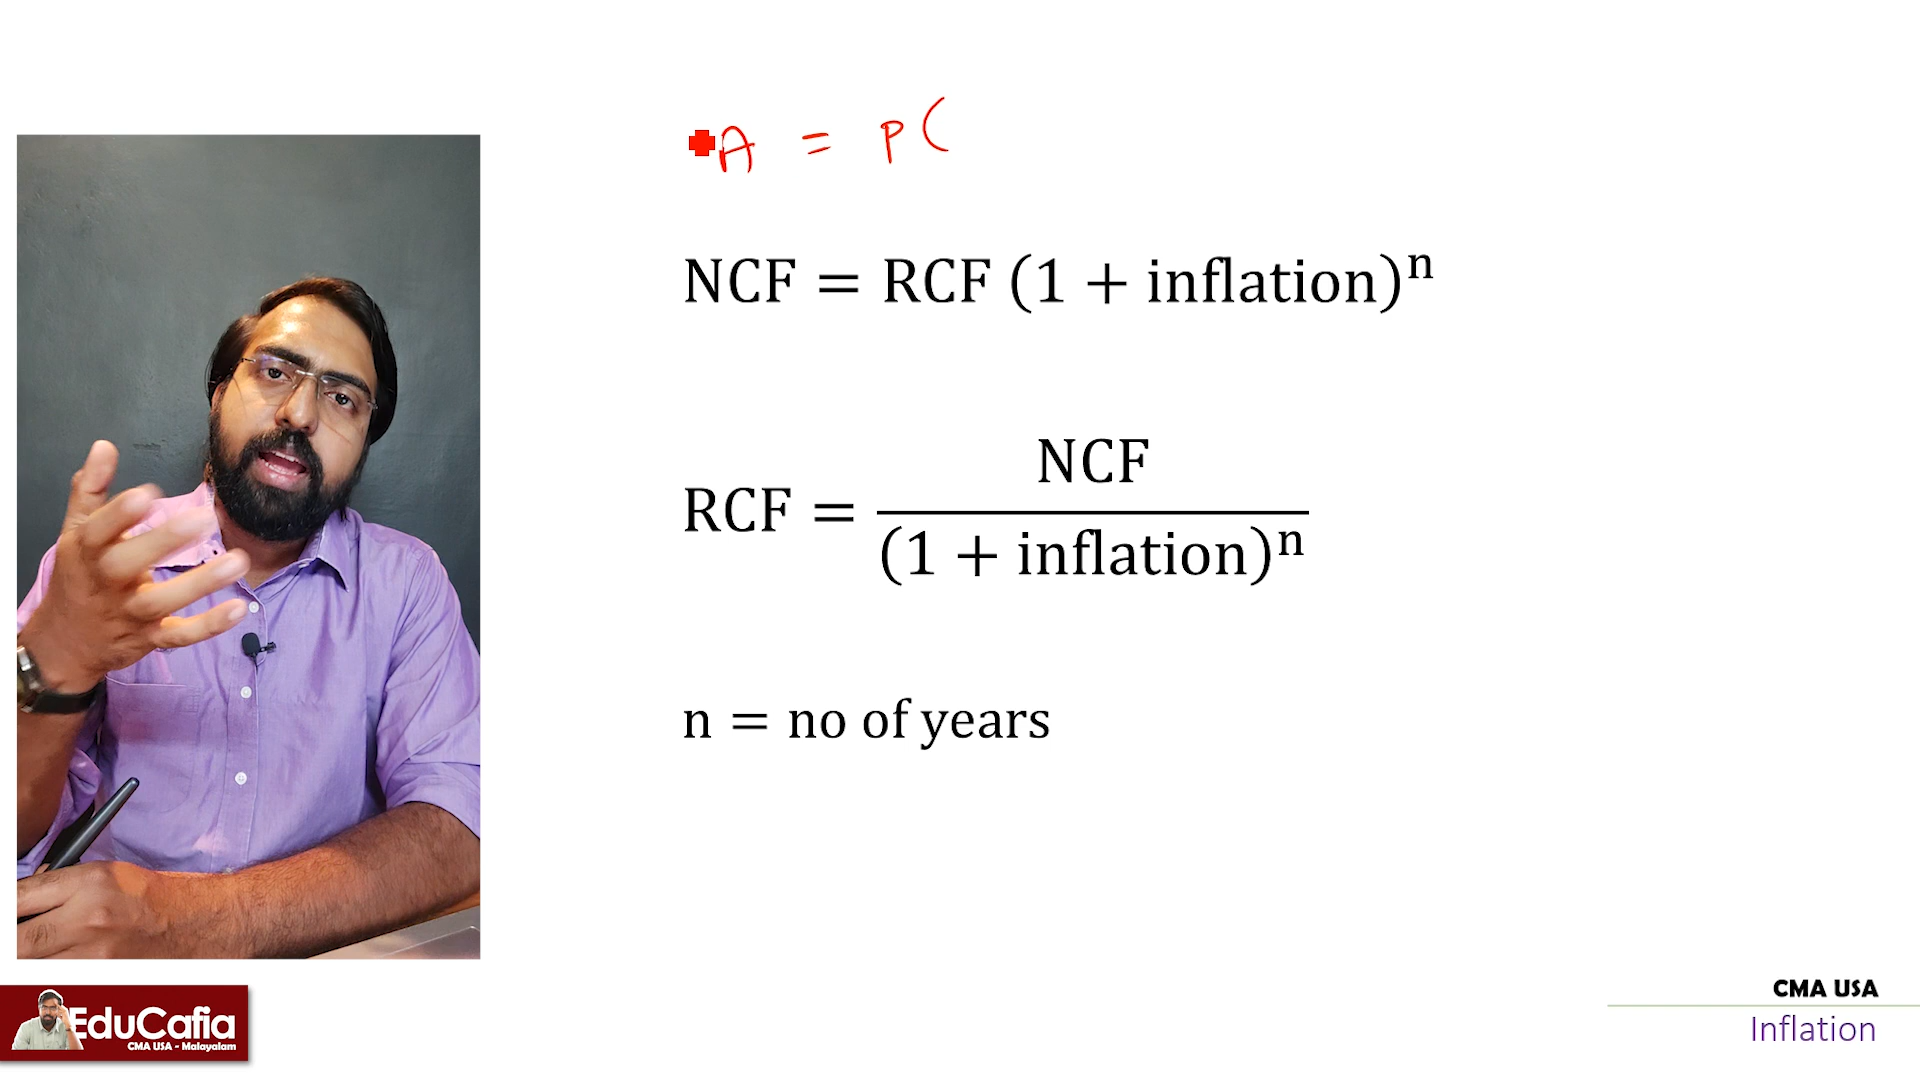 A = P(
NCF = RCF (1 + inflation)ⁿ
RCF = NCF / (1 + inflation)ⁿ
n = no of years
EduCafia
CMA USA - Malayalam
CMA USA
Inflation